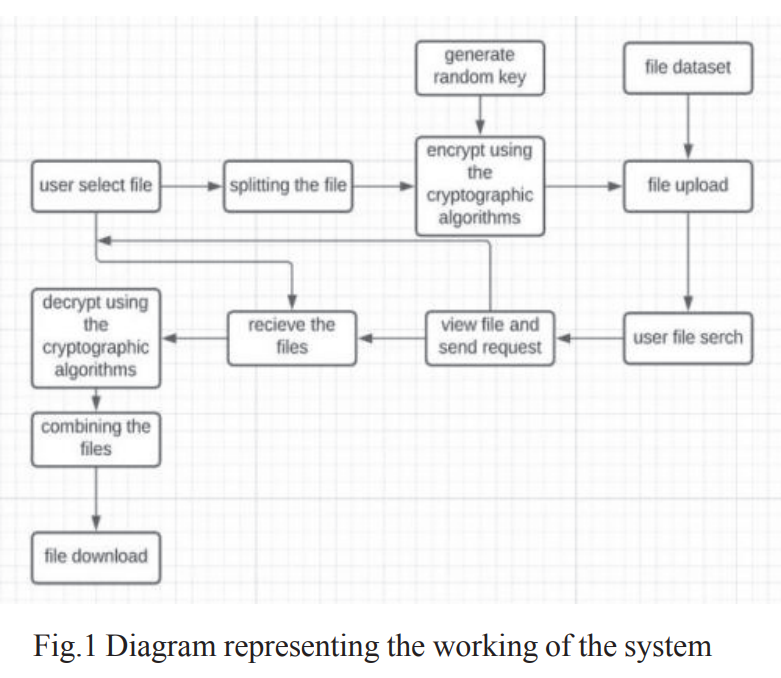 generate
random key
file dataset
user select file
splitting the file
encrypt using
the
cryptographic
algorithms
file upload
decrypt using
the
cryptographic
algorithms
recieve the
files
view file and
send request
user file serch
combining the
files
file download
Fig.1 Diagram representing the working of the system